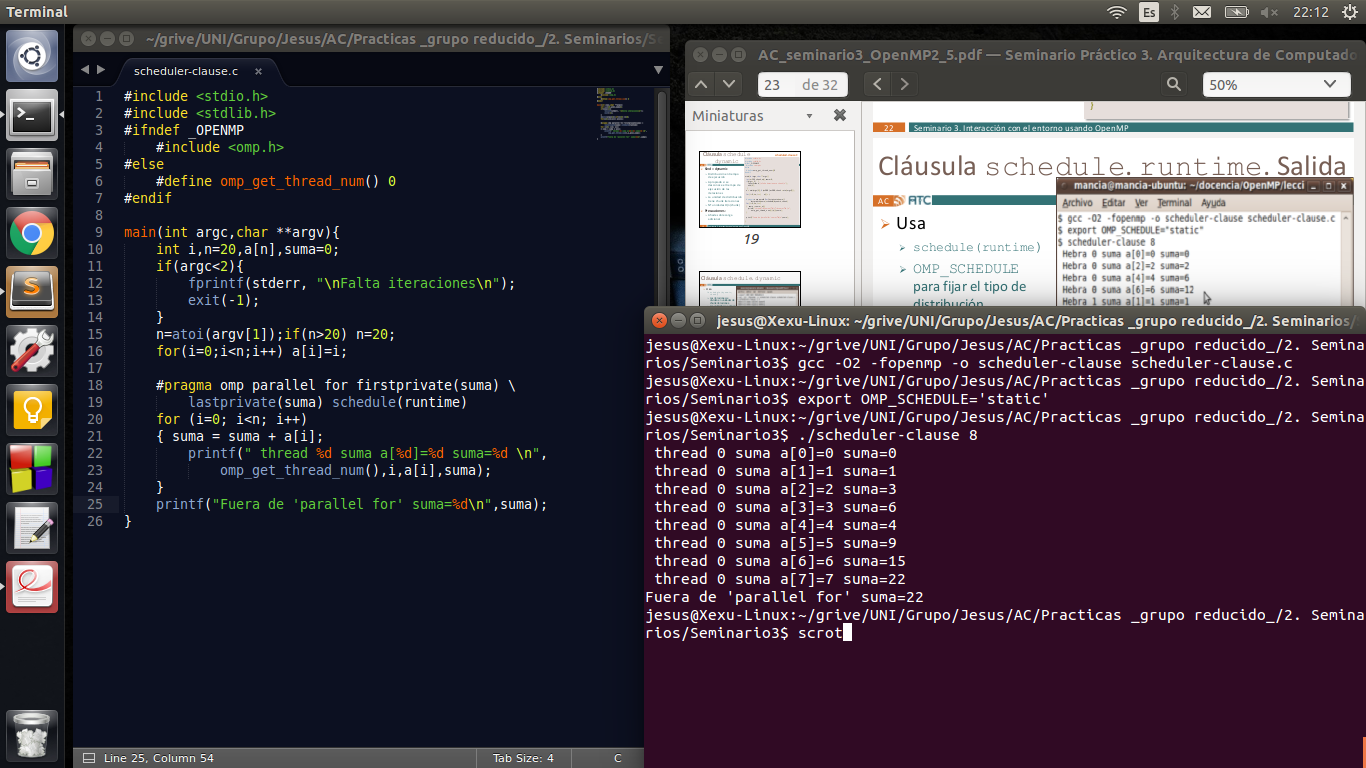 Terminal
Es
22:12
~/grive/UNI/Grupo/Jesus/AC/Practicas _grupo reducido_/2. Seminarios/S
scheduler-clause.c ×
1 #include <stdio.h>
2 #include <stdlib.h>
3 #ifndef _OPENMP
4 #include <omp.h>
5 #else
6 #define omp_get_thread_num() 0
7 #endif
8
9 main(int argc,char **argv){
10 int i,n=20,a[n],suma=0;
11 if(argc<2){
12 fprintf(stderr, "\nFalta iteraciones\n");
13 exit(-1);
14 }
15 n=atoi(argv[1]);if(n>20) n=20;
16 for(i=0;i<n;i++) a[i]=i;
17
18 #pragma omp parallel for firstprivate(suma) \
19 lastprivate(suma) schedule(runtime)
20 for (i=0; i<n; i++)
21 { suma = suma + a[i];
22 printf(" thread %d suma a[%d]=%d suma=%d \n",
23 omp_get_thread_num(),i,a[i],suma);
24 }
25 printf("Fuera de 'parallel for' suma=%d\n",suma);
26 }
Line 25, Column 54
Tab Size: 4
C
AC_seminario3_OpenMP2_5.pdf — Seminario Práctico 3. Arquitectura de Computado
23 de 32
50%
Miniaturas
Cláusula schedule
dynamic
19
Cláusula schedule.dynamic
}
22 Seminario 3. Interacción con el entorno usando OpenMP
Cláusula schedule.runtime. Salida
AC ATC
Usa
schedule(runtime)
OMP_SCHEDULE
para fijar el tipo de
distribución
mancia@mancia-ubuntu: ~/docencia/OpenMP/lecci
Archivo Editar Ver Terminal Ayuda
$ gcc -O2 -fopenmp -o scheduler-clause scheduler-clause.c
$ export OMP_SCHEDULE="static"
$ scheduler-clause 8
Hebra 0 suma a[0]=0 suma=0
Hebra 0 suma a[2]=2 suma=2
Hebra 0 suma a[4]=4 suma=6
Hebra 0 suma a[6]=6 suma=12
Hebra 1 suma a[1]=1 suma=1
jesus@Xexu-Linux: ~/grive/UNI/Grupo/Jesus/AC/Practicas _grupo reducido_/2. Seminarios/
jesus@Xexu-Linux:~/grive/UNI/Grupo/Jesus/AC/Practicas _grupo reducido_/2. Semina
rios/Seminario3$ gcc -O2 -fopenmp -o scheduler-clause scheduler-clause.c
jesus@Xexu-Linux:~/grive/UNI/Grupo/Jesus/AC/Practicas _grupo reducido_/2. Semina
rios/Seminario3$ export OMP_SCHEDULE='static'
jesus@Xexu-Linux:~/grive/UNI/Grupo/Jesus/AC/Practicas _grupo reducido_/2. Semina
rios/Seminario3$ ./scheduler-clause 8
thread 0 suma a[0]=0 suma=0
thread 0 suma a[1]=1 suma=1
thread 0 suma a[2]=2 suma=3
thread 0 suma a[3]=3 suma=6
thread 0 suma a[4]=4 suma=4
thread 0 suma a[5]=5 suma=9
thread 0 suma a[6]=6 suma=15
thread 0 suma a[7]=7 suma=22
Fuera de 'parallel for' suma=22
jesus@Xexu-Linux:~/grive/UNI/Grupo/Jesus/AC/Practicas _grupo reducido_/2. Semina
rios/Seminario3$ scrot